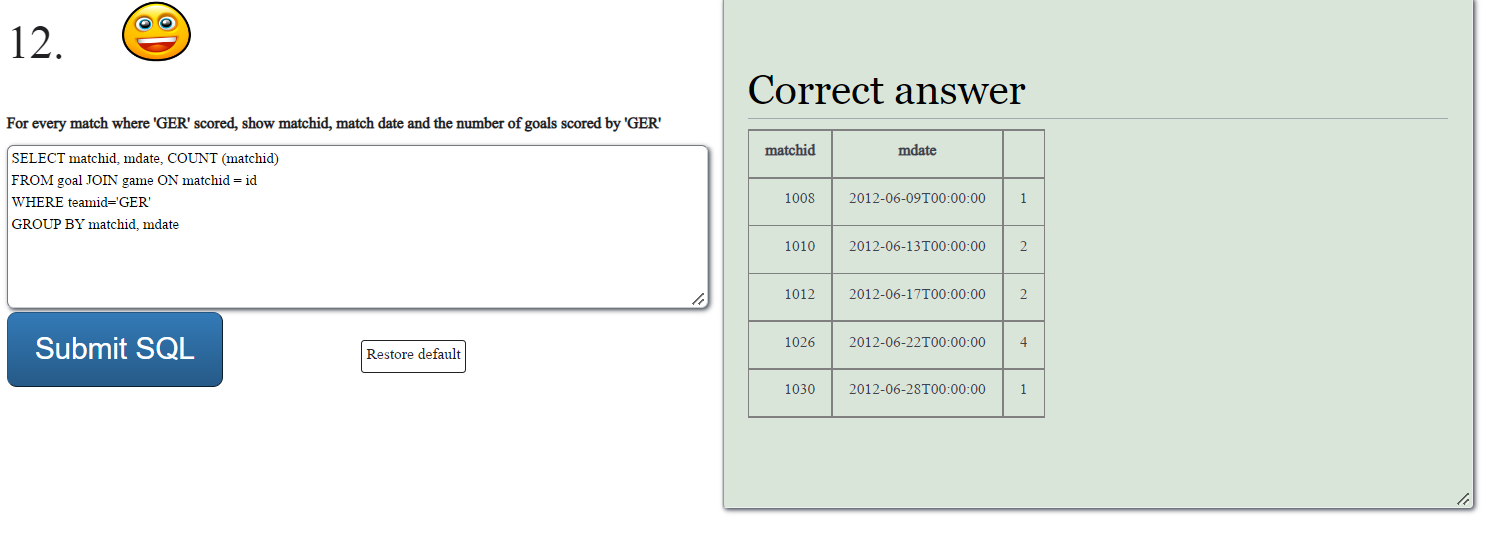 12.
For every match where 'GER' scored, show matchid, match date and the number of goals scored by 'GER'
SELECT matchid, mdate, COUNT (matchid)
FROM goal JOIN game ON matchid = id
WHERE teamid='GER'
GROUP BY matchid, mdate
Submit SQL
Restore default
Correct answer
matchid mdate
1008 2012-06-09T00:00:00 1
1010 2012-06-13T00:00:00 2
1012 2012-06-17T00:00:00 2
1026 2012-06-22T00:00:00 4
1030 2012-06-28T00:00:00 1